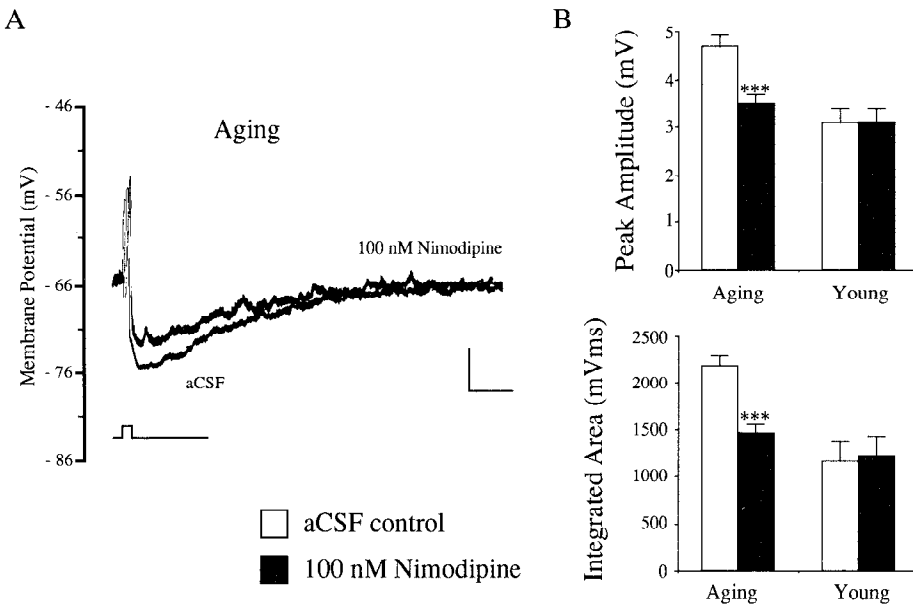 A
Aging
Membrane Potential (mV)
- 46
- 56
- 66
- 76
- 86
100 nM Nimodipine
aCSF
aCSF control
100 nM Nimodipine
B
Peak Amplitude (mV)
5
4
3
2
1
0
***
Aging
Young
Integrated Area (mVms)
2500
2000
1500
1000
500
0
***
Aging
Young